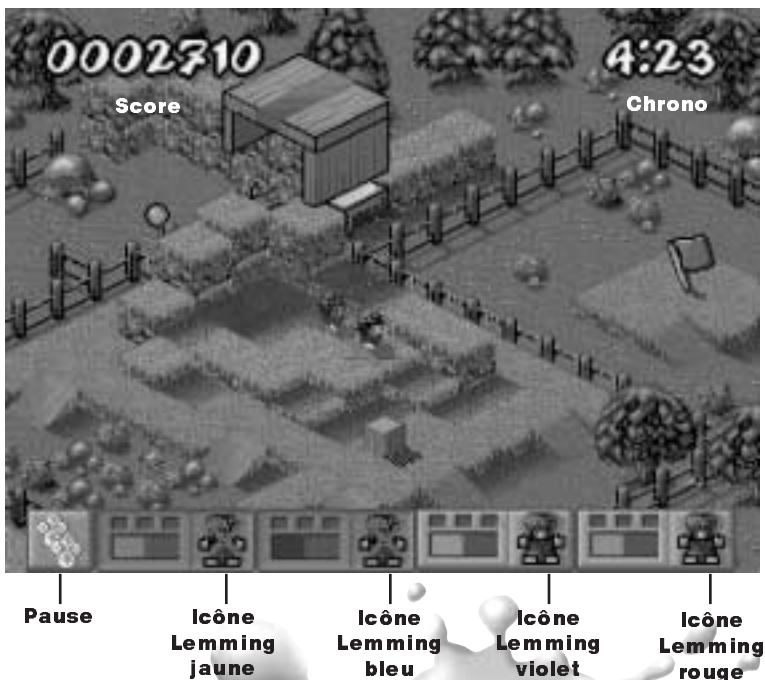 0002710
4:23
Score
Chrono
Pause
Icône
Lemming
jaune
Icône
Lemming
bleu
Icône
Lemming
violet
Icône
Lemming
rouge